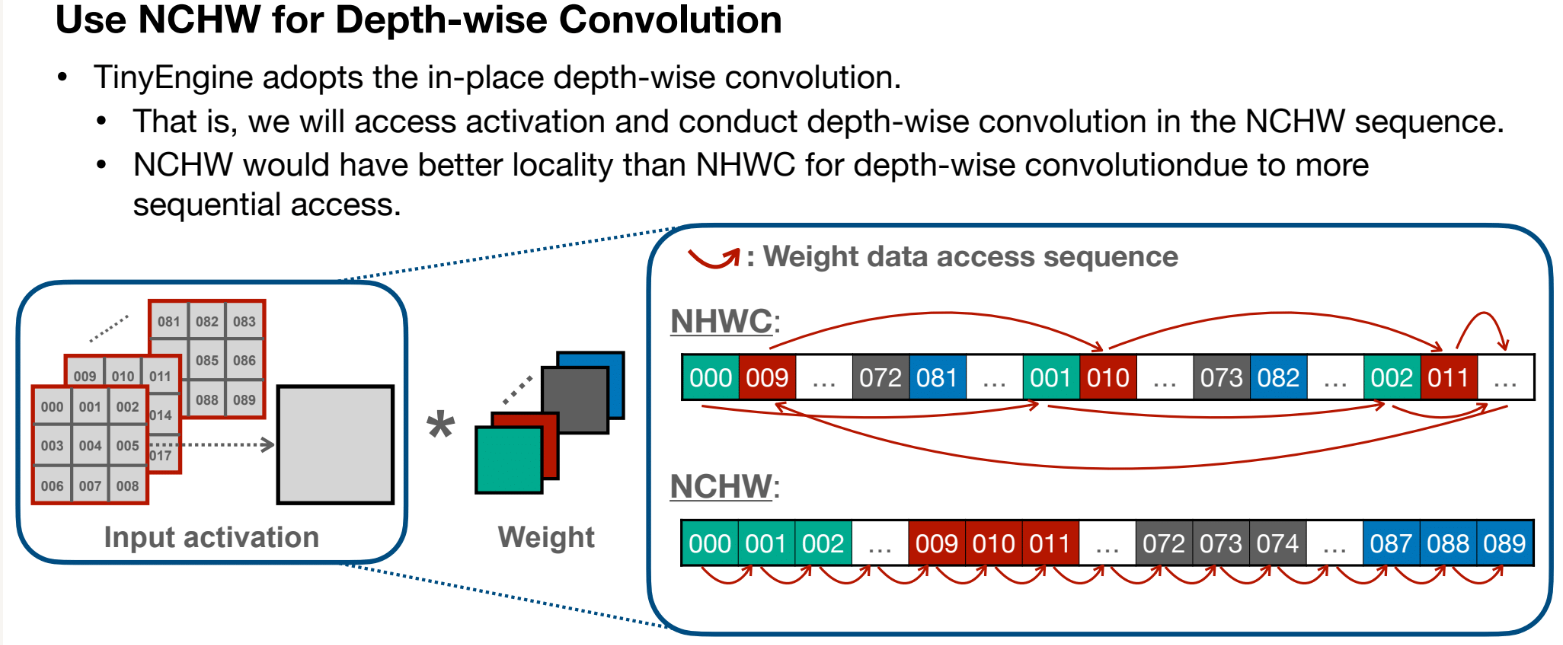 Use NCHW for Depth-wise Convolution
• TinyEngine adopts the in-place depth-wise convolution.
• That is, we will access activation and conduct depth-wise convolution in the NCHW sequence.
• NCHW would have better locality than NHWC for depth-wise convolutiondue to more
sequential access.
: Weight data access sequence
NHWC:
000 009 ... 072 081 ... 001 010 ... 073 082 ... 002 011 ...
NCHW:
000 001 002 ... 009 010 011 ... 072 073 074 ... 087 088 089
081 082 083
085 086
088 089
009 010 011
014
017
000 001 002
003 004 005
006 007 008
*
Input activation
Weight